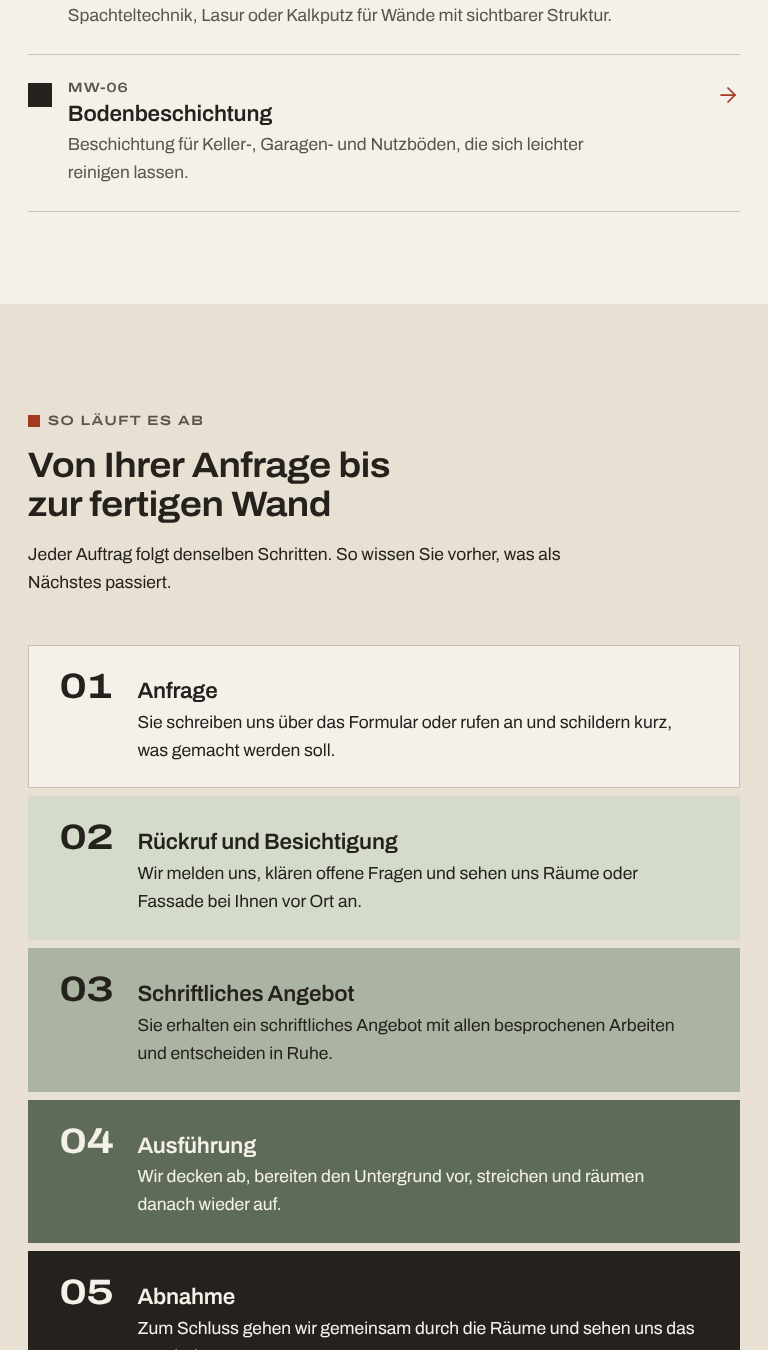 Spachteltechnik, Lasur oder Kalkputz für Wände mit sichtbarer Struktur.
MW-06
Bodenbeschichtung
Beschichtung für Keller-, Garagen- und Nutzböden, die sich leichter
reinigen lassen.
SO LÄUFT ES AB
Von Ihrer Anfrage bis
zur fertigen Wand
Jeder Auftrag folgt denselben Schritten. So wissen Sie vorher, was als
Nächstes passiert.
01 Anfrage
Sie schreiben uns über das Formular oder rufen an und schildern kurz,
was gemacht werden soll.
02 Rückruf und Besichtigung
Wir melden uns, klären offene Fragen und sehen uns Räume oder
Fassade bei Ihnen vor Ort an.
03 Schriftliches Angebot
Sie erhalten ein schriftliches Angebot mit allen besprochenen Arbeiten
und entscheiden in Ruhe.
04 Ausführung
Wir decken ab, bereiten den Untergrund vor, streichen und räumen
danach wieder auf.
05 Abnahme
Zum Schluss gehen wir gemeinsam durch die Räume und sehen uns das